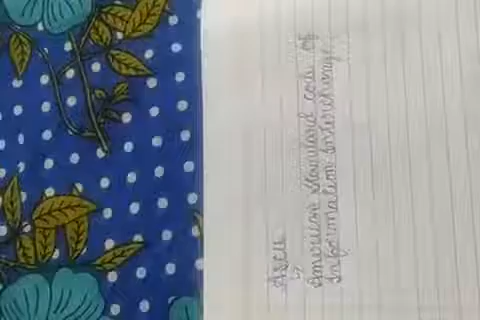 ASCII
↳
American Standard code of
Information Interchange